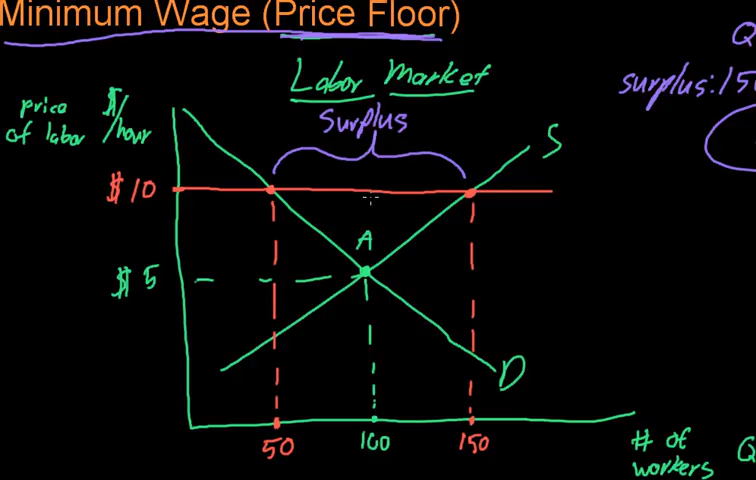 Minimum Wage (Price Floor)
Labor Market
price of labor
$/hour
Surplus
surplus: 15
S
$10
A
$5
D
50
100
150
# of workers
Q
Q